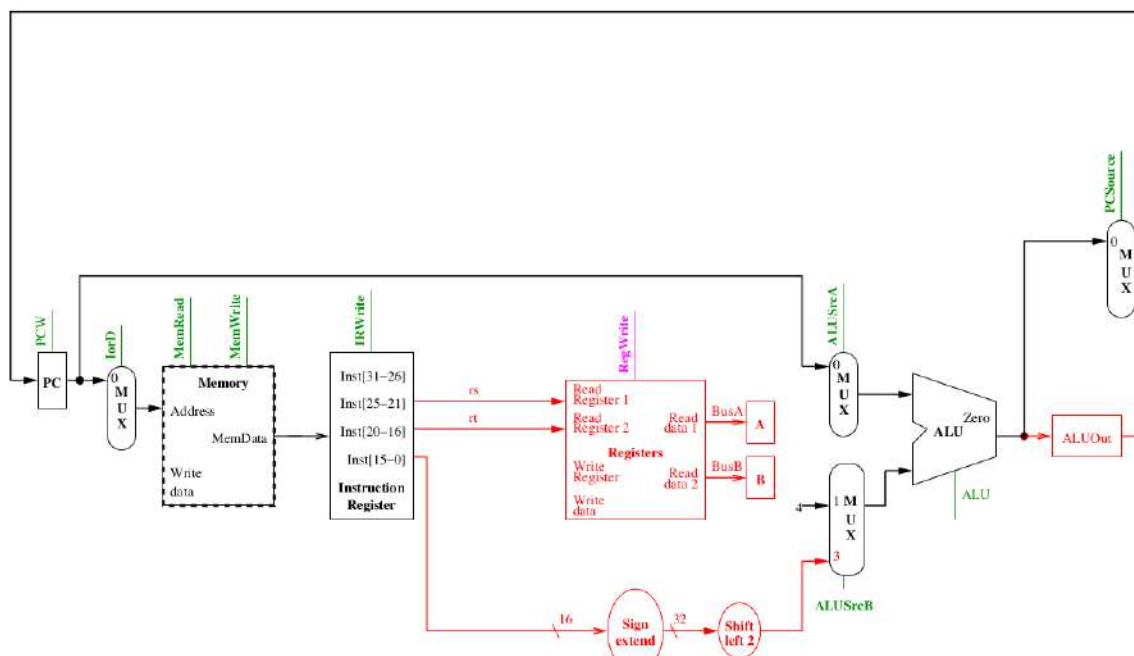 PCSource
0
M
U
X
PCW
PC
IorD
0
M
U
X
MemRead
MemWrite
Memory
Address
MemData
Write
data
IRWrite
Inst[31-26]
Inst[25-21]
Inst[20-16]
Inst[15-0]
Instruction
Register
rs
rt
RegWrite
Read
Register 1
Read
Register 2
Registers
Write
Register
Write
data
Read
data 1
Read
data 2
BusA
A
BusB
B
ALUSrcA
0
M
U
X
4
1
M
U
X
3
ALUSrcB
Zero
ALU
ALU
ALUOut
16
Sign
extend
32
Shift
left 2